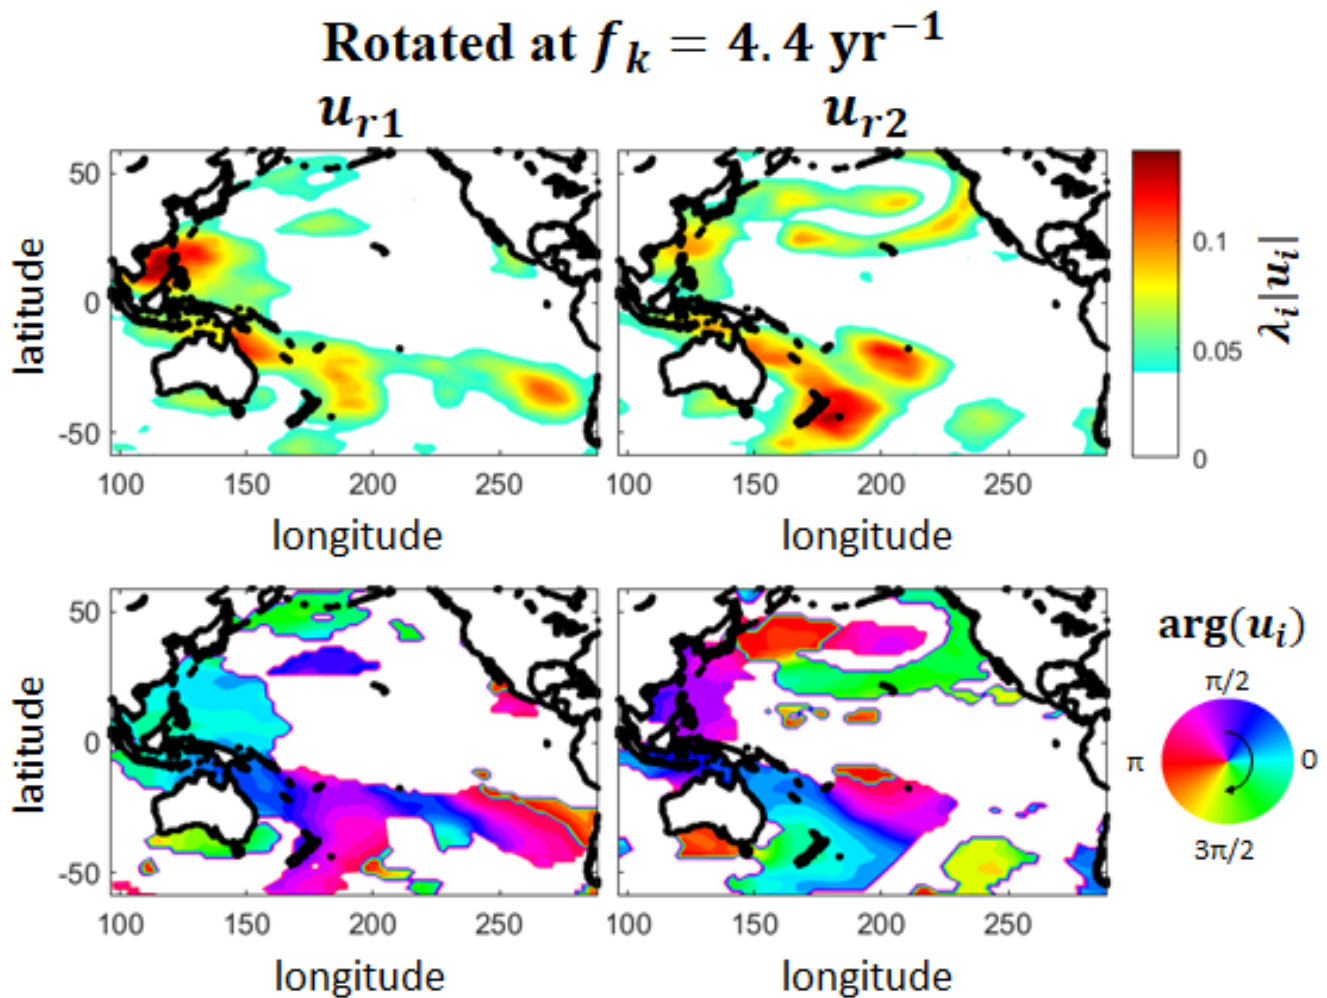 Rotated at f_k = 4.4 yr⁻¹
u_r1
u_r2
latitude
50
0
-50
100 150 200 250
100 150 200 250
longitude
longitude
0.1
0.05
0
λ_i|u_i|
latitude
50
0
-50
100 150 200 250
100 150 200 250
longitude
longitude
arg(u_i)
π/2
π
0
3π/2